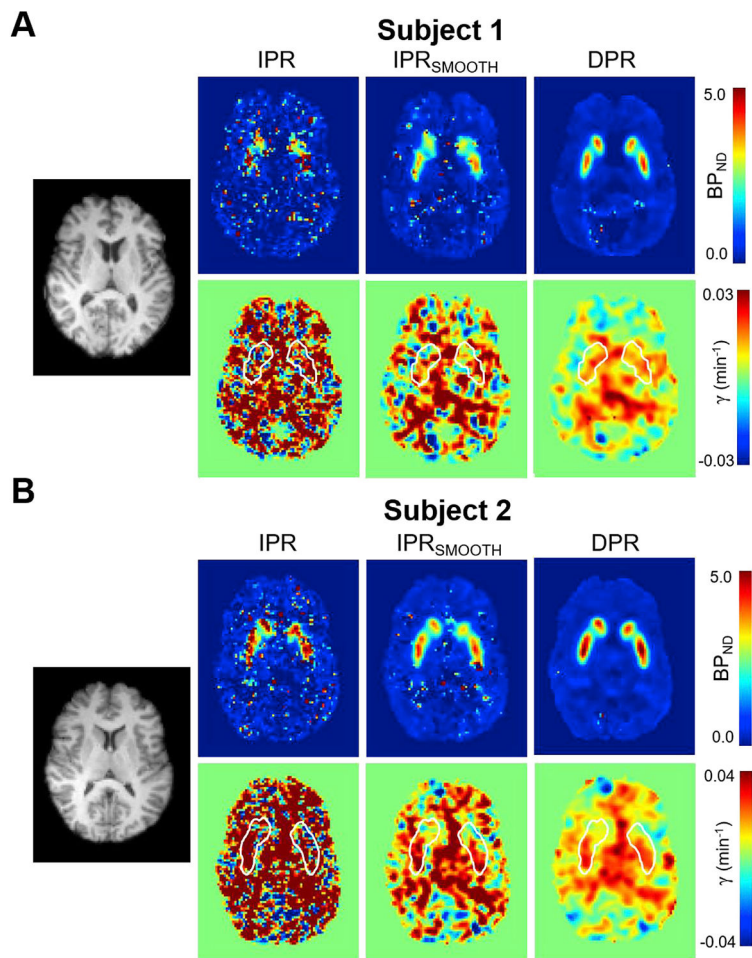 A
Subject 1
IPR IPRSMOOTH DPR
5.0
BPND
0.0
0.03
γ (min-1)
-0.03
B
Subject 2
IPR IPRSMOOTH DPR
5.0
BPND
0.0
0.04
γ (min-1)
-0.04